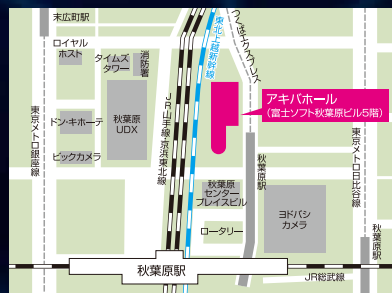 末広町駅
ロイヤル
ホスト
タイムズ
タワー
消防署
東北上越新幹線
つくばエクスプレス
アキバホール
（富士ソフト秋葉原ビル5階）
ドン・キホーテ
秋葉原
UDX
ビックカメラ
東京メトロ銀座線
JR山手線・京浜東北線
秋葉原駅
東京メトロ日比谷線
秋葉原
センター
プレイスビル
ロータリー
ヨドバシ
カメラ
秋葉原駅
秋葉原駅
JR総武線